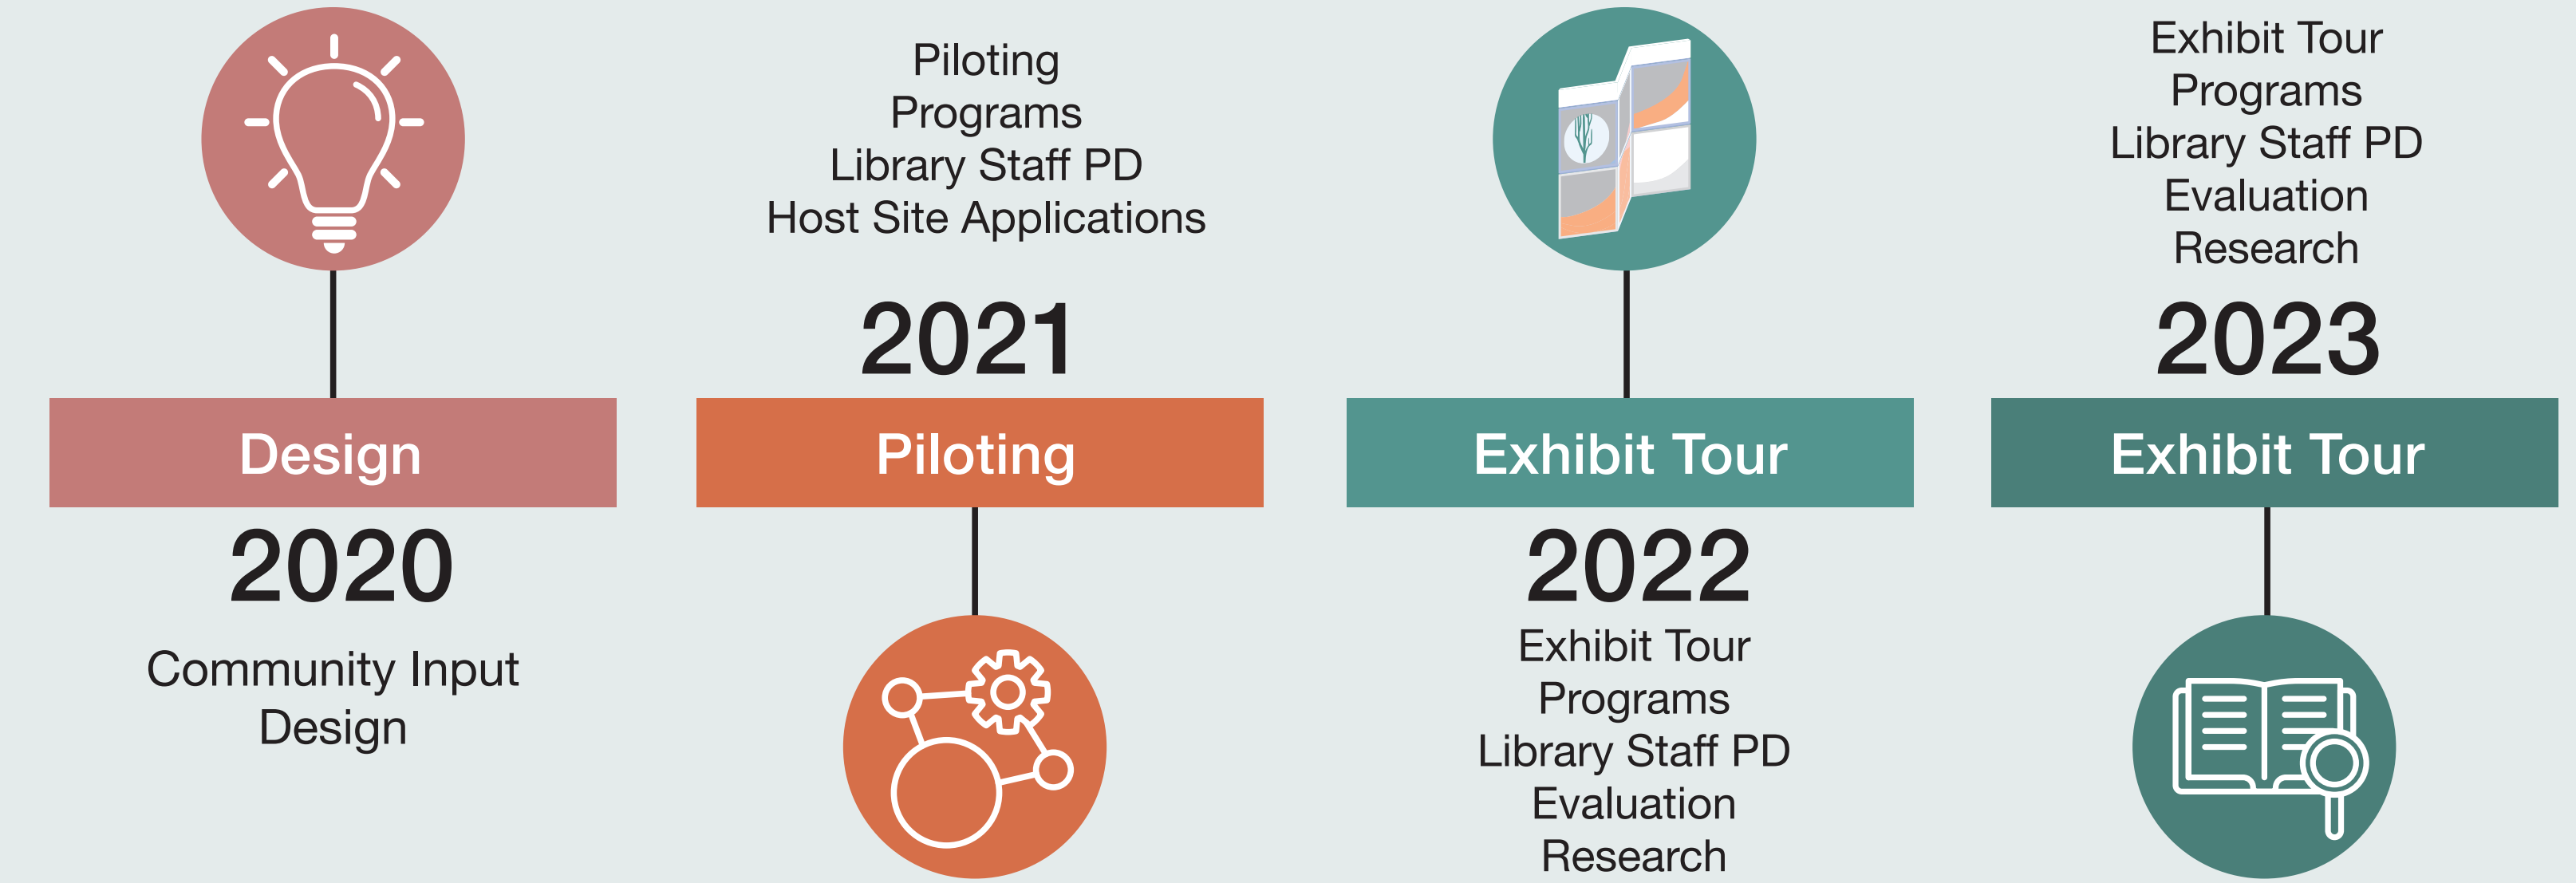 Design
2020
Community Input
Design
Piloting
Programs
Library Staff PD
Host Site Applications
2021
Piloting
Exhibit Tour
2022
Exhibit Tour
Programs
Library Staff PD
Evaluation
Research
Exhibit Tour
Programs
Library Staff PD
Evaluation
Research
2023
Exhibit Tour